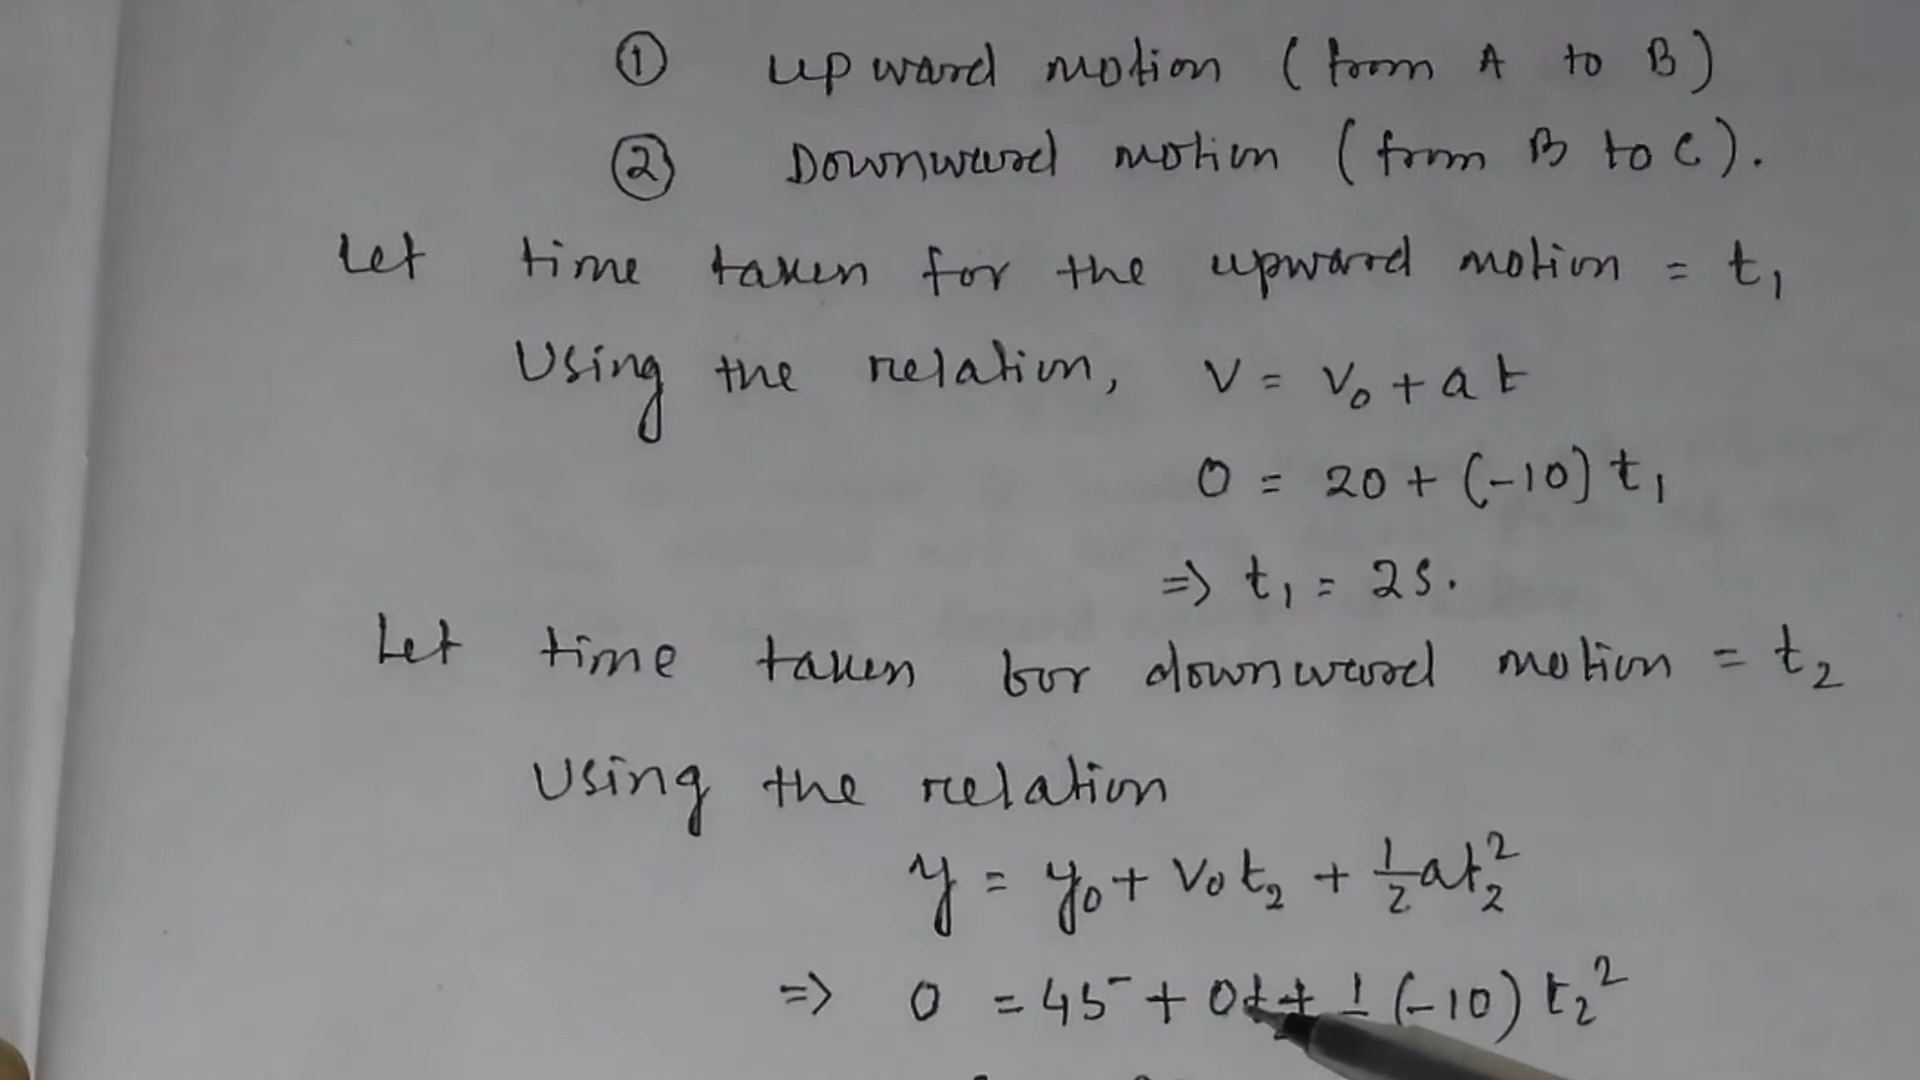 ① upward motion (from A to B)
② Downward motion (from B to C).
Let time taken for the upward motion = t₁
Using the relation, v = v₀ + at
0 = 20 + (-10) t₁
=> t₁ = 2s.
Let time taken for downward motion = t₂
Using the relation
y = y₀ + v₀t₂ + 1/2 at₂²
=> 0 = 45 + 0t₂ + 1 (-10) t₂²